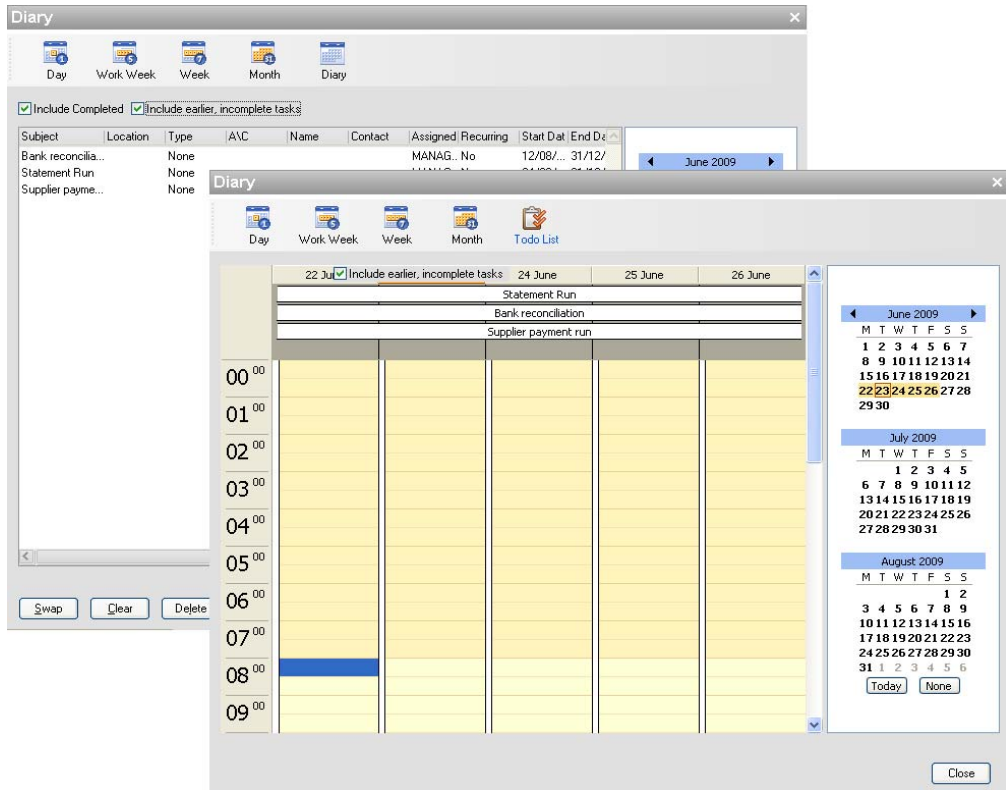 Diary
Day Work Week Week Month Diary
Include Completed Include earlier, incomplete tasks
Subject Location Type A\C Name Contact Assigned Recurring Start Dat End Da
Bank reconcilia... None MANAG.. No 12/08/... 31/12/
Statement Run None
Supplier payme... None
June 2009
Swap Clear Delete
Diary
Day Work Week Week Month Todo List
22 Ju Include earlier, incomplete tasks 24 June 25 June 26 June
Statement Run
Bank reconciliation
Supplier payment run
00 00
01 00
02 00
03 00
04 00
05 00
06 00
07 00
08 00
09 00
June 2009
M T W T F S S
1 2 3 4 5 6 7
8 9 10 11 12 13 14
15 16 17 18 19 20 21
22 23 24 25 26 27 28
29 30
July 2009
M T W T F S S
1 2 3 4 5
6 7 8 9 10 11 12
13 14 15 16 17 18 19
20 21 22 23 24 25 26
27 28 29 30 31
August 2009
M T W T F S S
1 2
3 4 5 6 7 8 9
10 11 12 13 14 15 16
17 18 19 20 21 22 23
24 25 26 27 28 29 30
31 1 2 3 4 5 6
Today None
Close